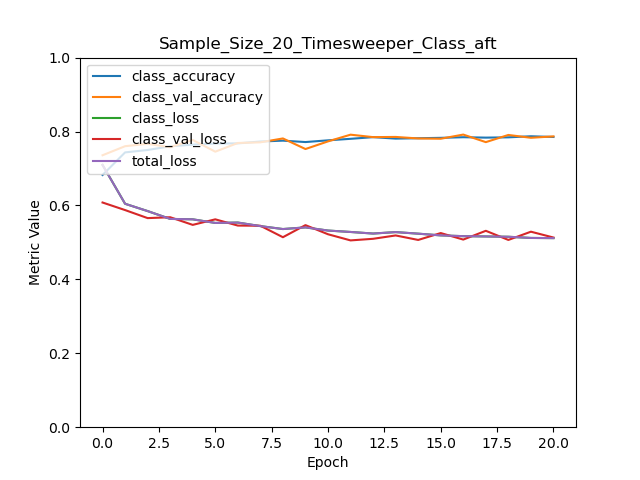 Sample_Size_20_Timesweeper_Class_aft
1.0
0.8
0.6
0.4
0.2
0.0
Metric Value
class_accuracy
class_val_accuracy
class_loss
class_val_loss
total_loss
0.0 2.5 5.0 7.5 10.0 12.5 15.0 17.5 20.0
Epoch